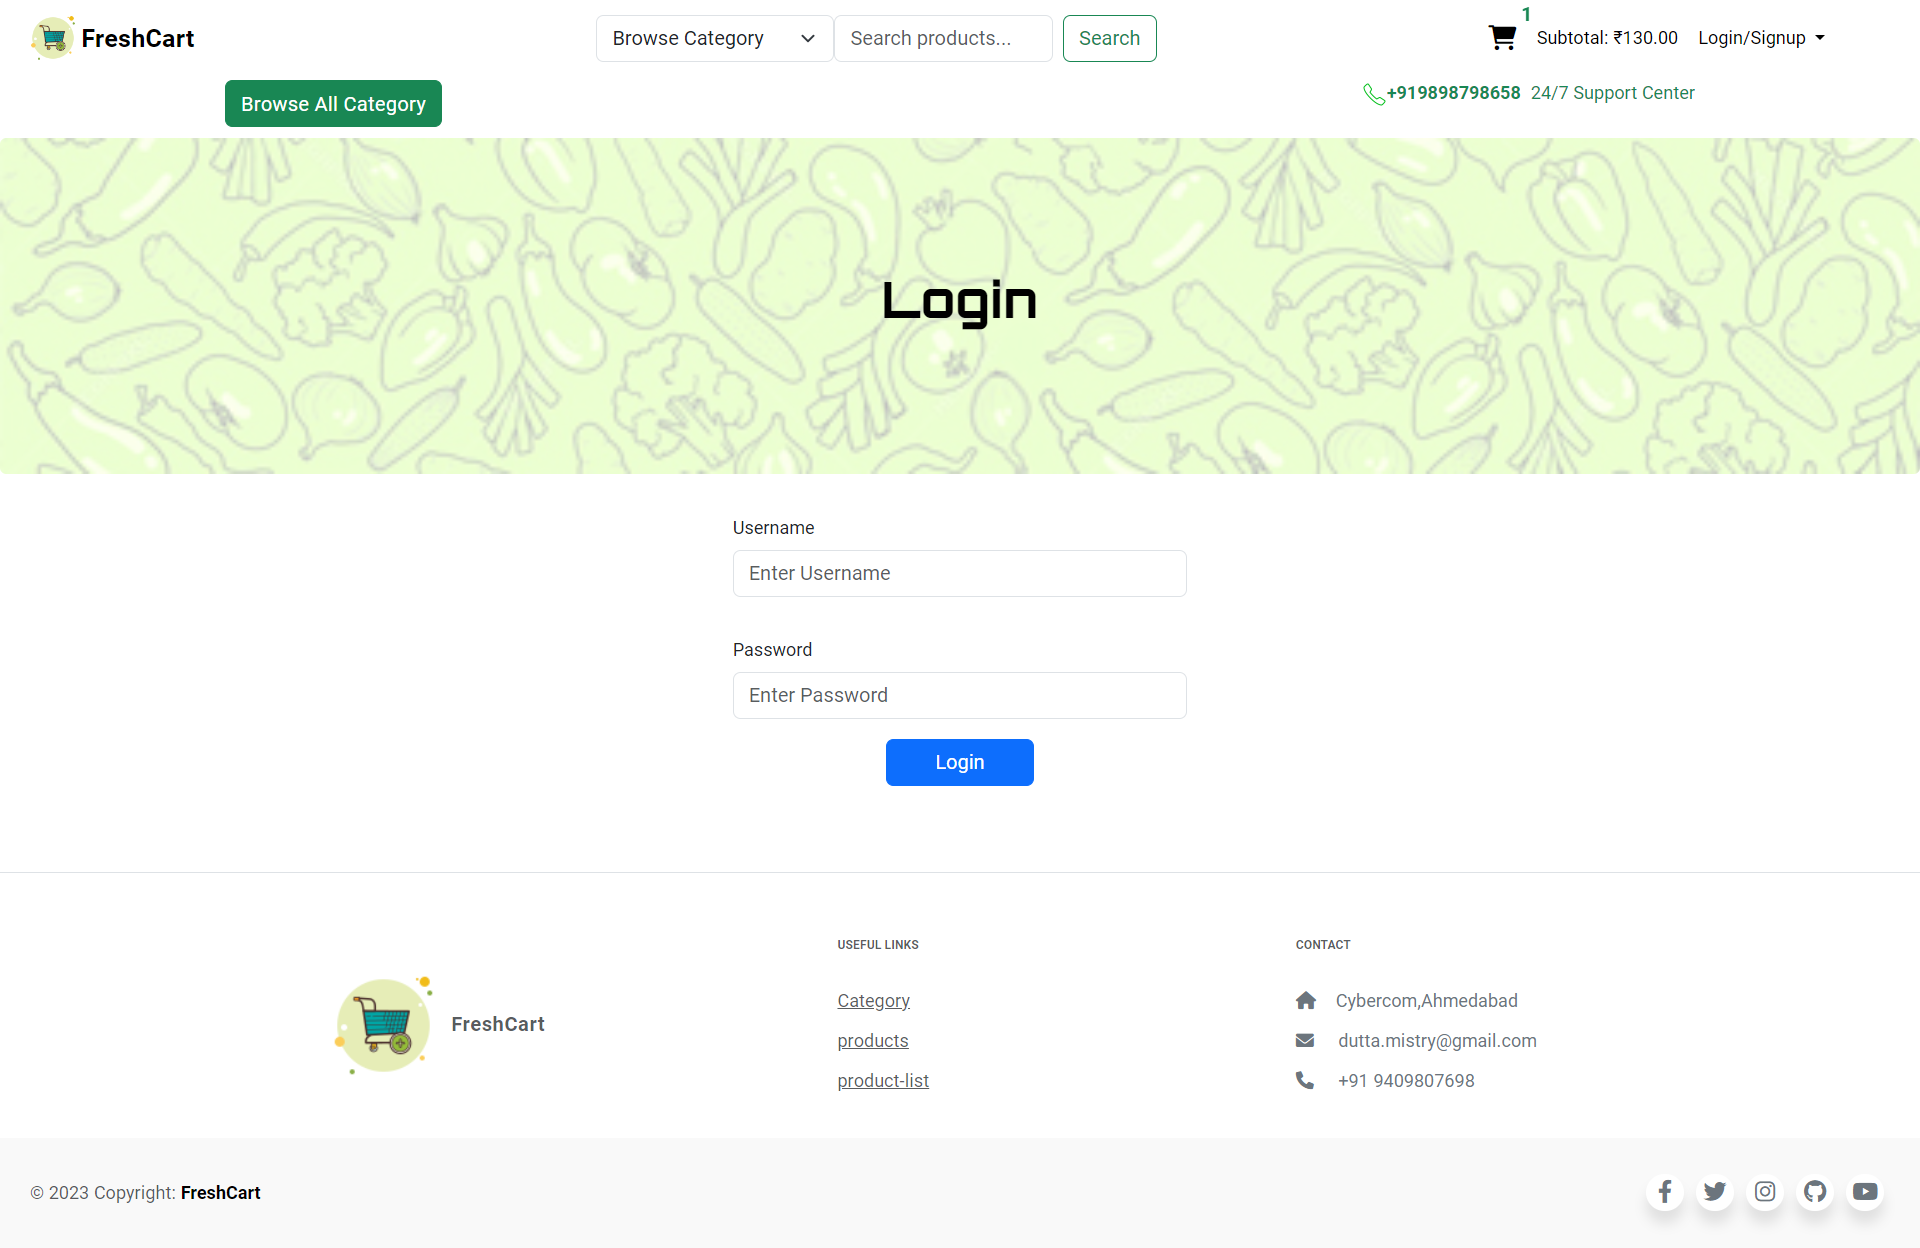 FreshCart
Browse Category
Search products...
Search
1
Subtotal: ₹130.00
Login/Signup
Browse All Category
+919898798658 24/7 Support Center
Login
Username
Enter Username
Password
Enter Password
Login
FreshCart
USEFUL LINKS
Category
products
product-list
CONTACT
Cybercom,Ahmedabad
dutta.mistry@gmail.com
+91 9409807698
© 2023 Copyright: FreshCart